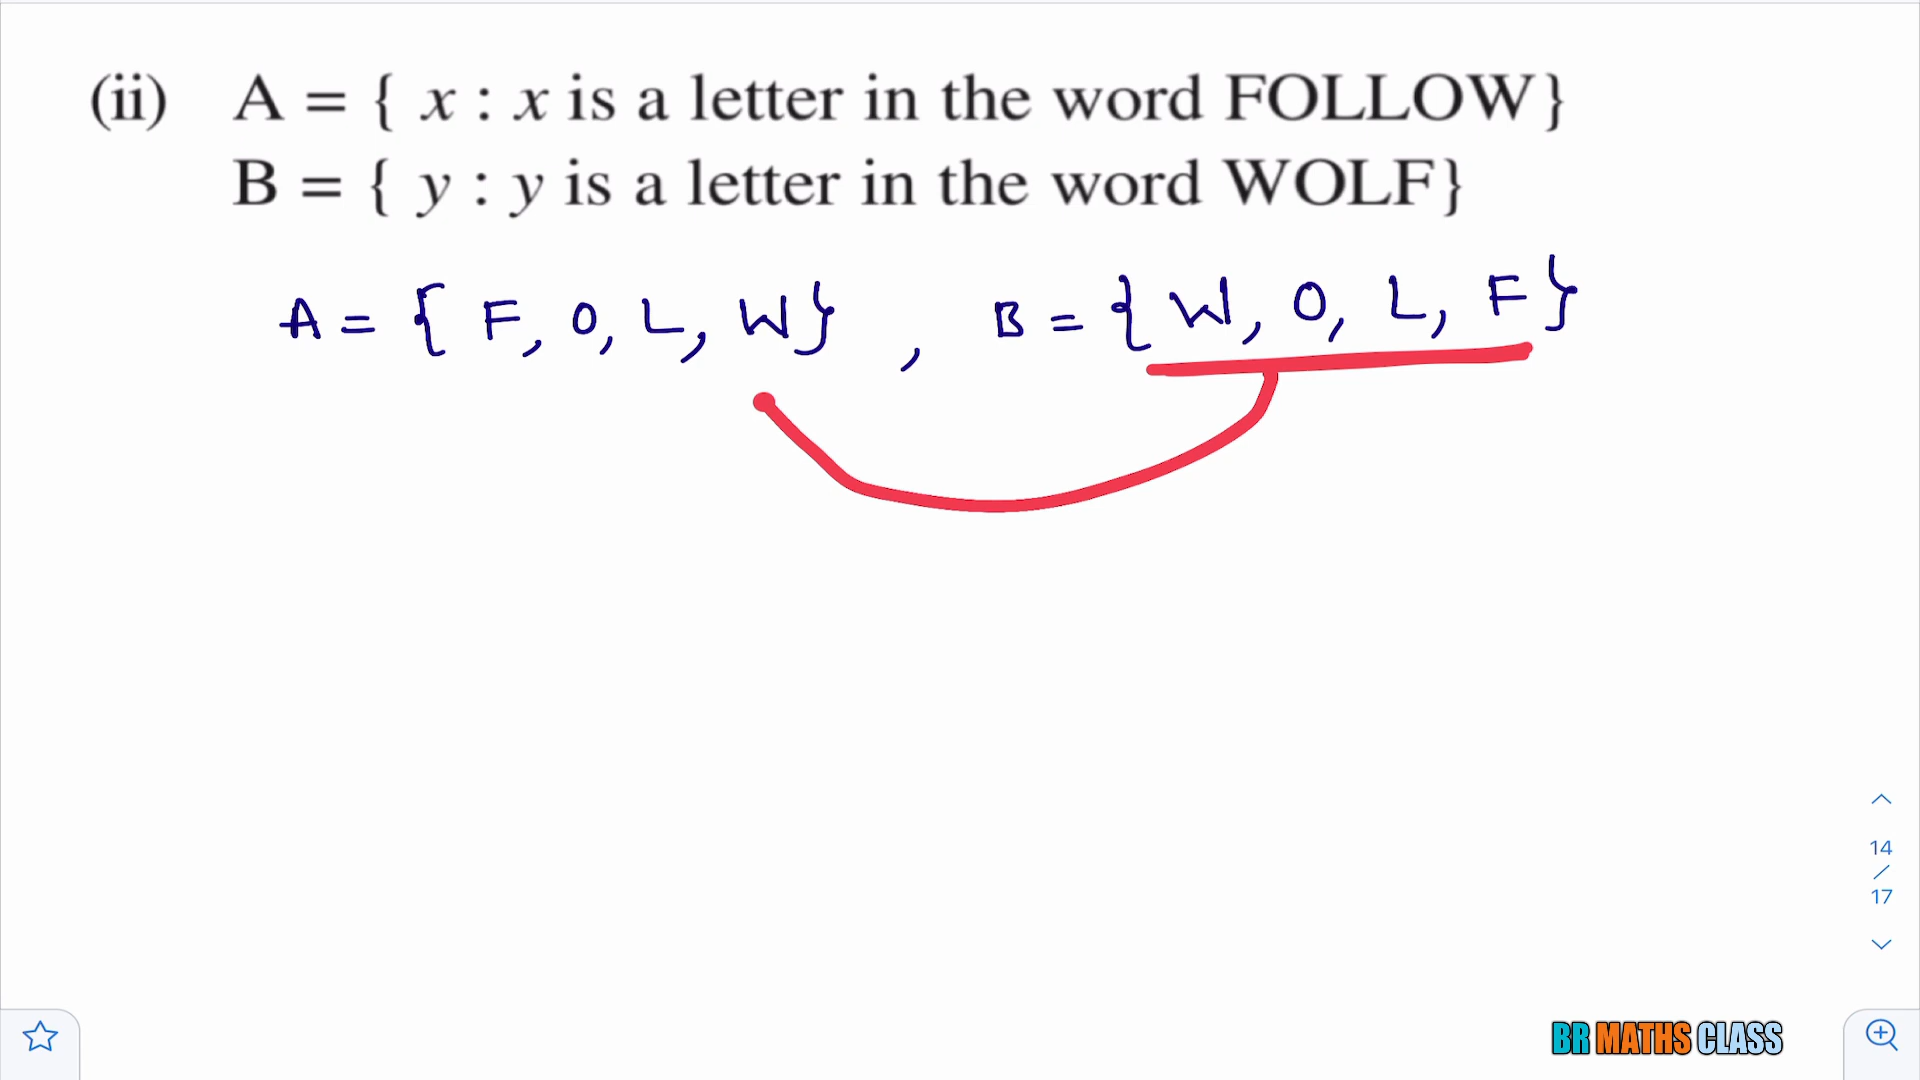 (ii) A = { x : x is a letter in the word FOLLOW}
B = { y : y is a letter in the word WOLF}
A = { F, O, L, W} , B = { W, O, L, F}
14
/
17
BR MATHS CLASS